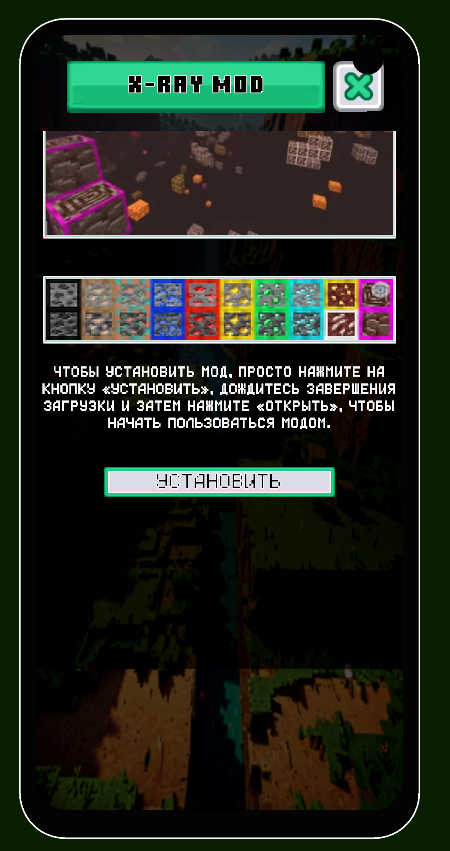 X-RAY MOD
ЧТОБЫ УСТАНОВИТЬ МОД, ПРОСТО НАЖМИТЕ НА
КНОПКУ «УСТАНОВИТЬ», ДОЖДИТЕСЬ ЗАВЕРШЕНИЯ
ЗАГРУЗКИ И ЗАТЕМ НАЖМИТЕ «ОТКРЫТЬ», ЧТОБЫ
НАЧАТЬ ПОЛЬЗОВАТЬСЯ МОДОМ.
УСТАНОВИТЬ